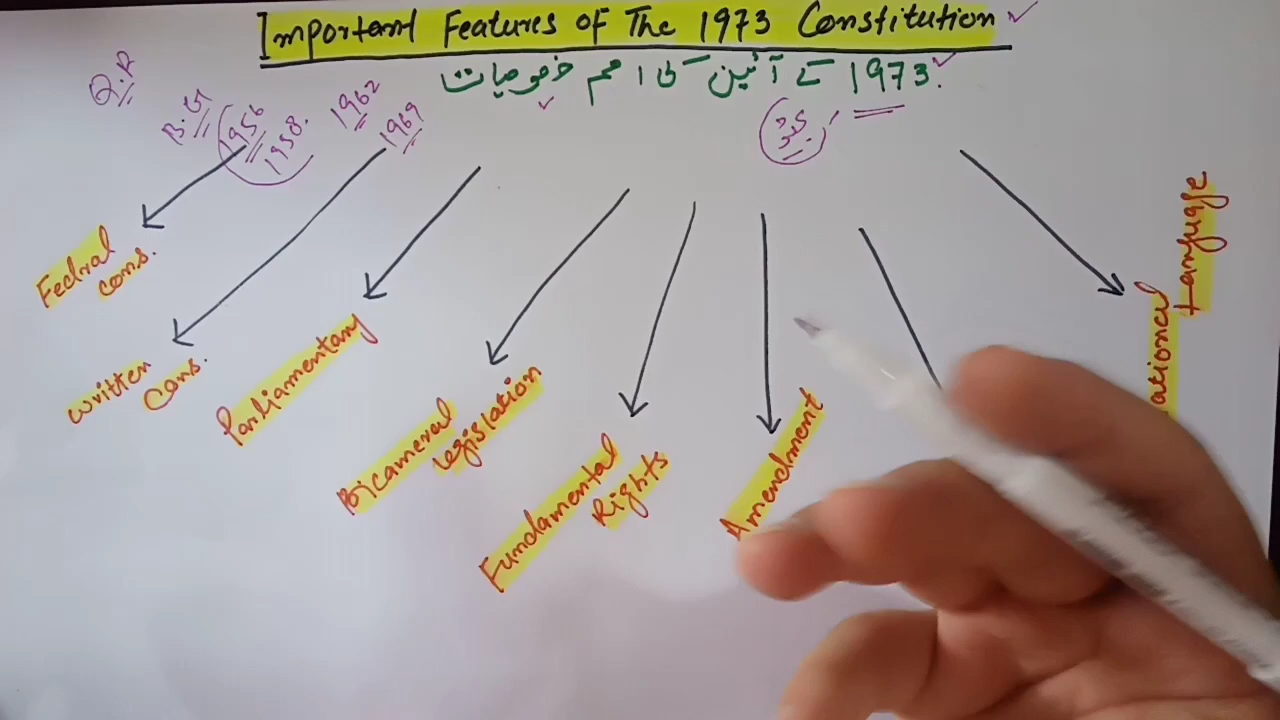 Important Features of The 1973 Constitution
1973 کے آئین کی اہم خصوصیات
Q.P
B.G
1956
1958.
1962
1969
Fedral
cons.
written
cons.
Parliamentary
Bicameral
legislation
Fundamental
Rights
Amendment
Language